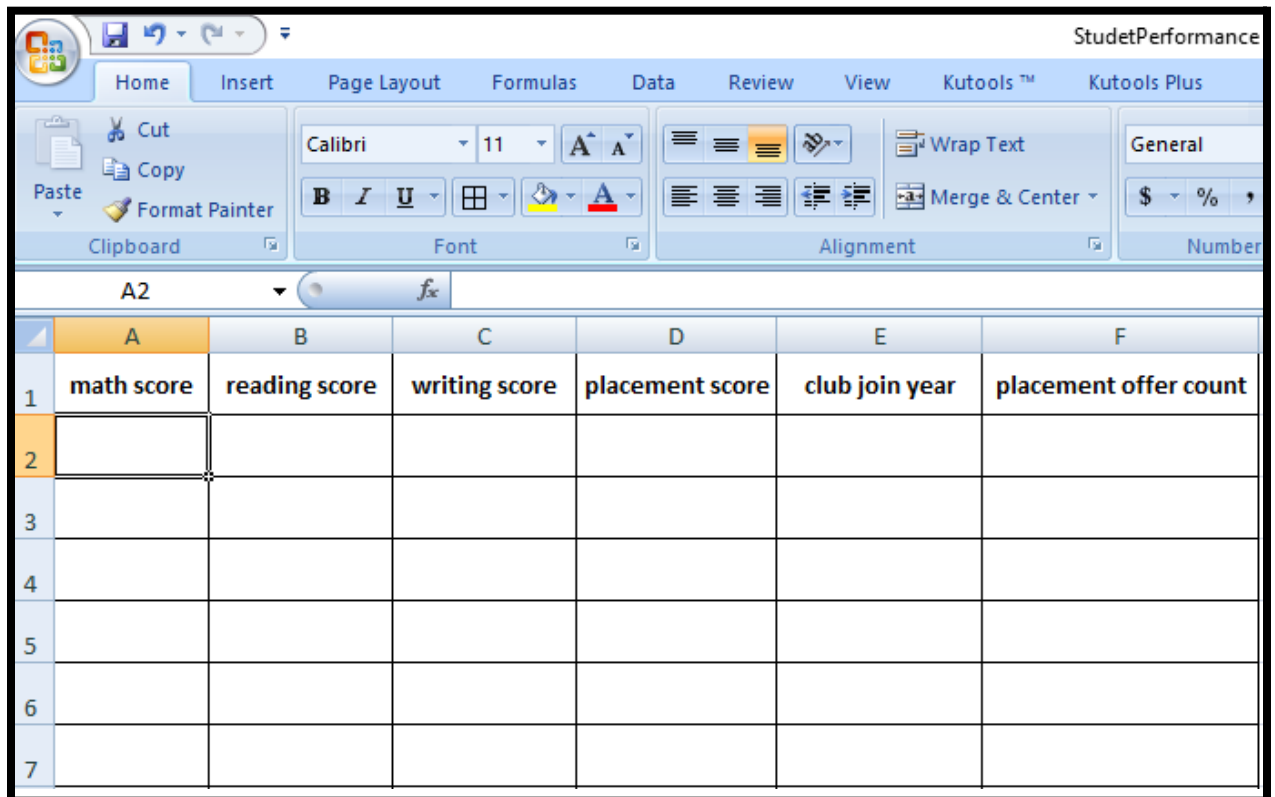 StudetPerformance
Home Insert Page Layout Formulas Data Review View Kutools ™ Kutools Plus
Cut
Copy
Paste
Format Painter
Clipboard
Calibri 11 A A
B I U A
Font
Wrap Text
Merge & Center
Alignment
General
$ % ,
Number
A2 fx
A B C D E F
1 math score reading score writing score placement score club join year placement offer count
2
3
4
5
6
7